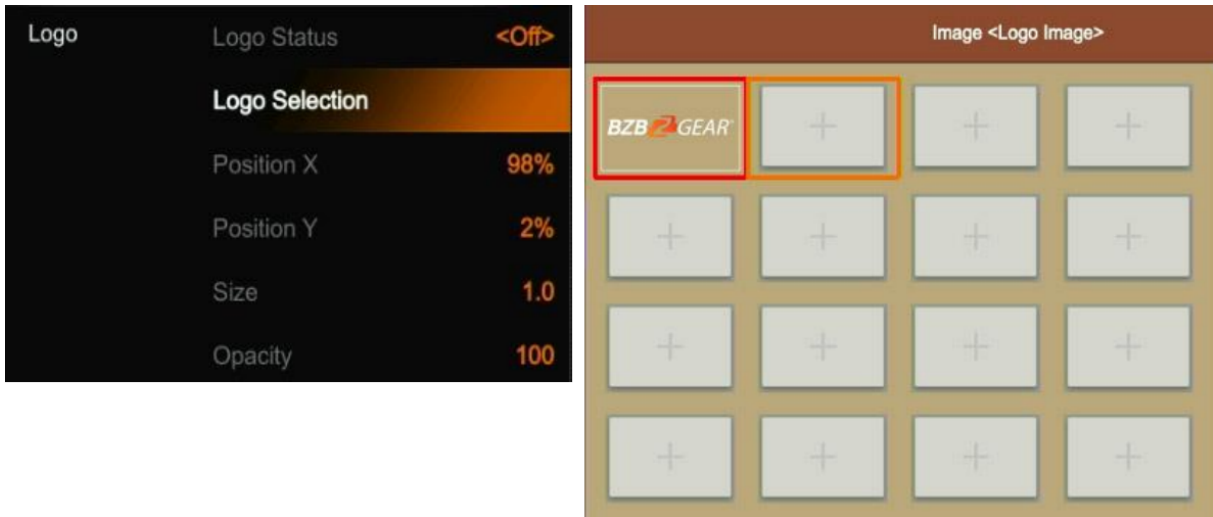 Logo
Logo Status <Off>
Logo Selection
Position X 98%
Position Y 2%
Size 1.0
Opacity 100
Image <Logo Image>
BZB GEAR®
+ + +
+ + + +
+ + + +
+ + + +